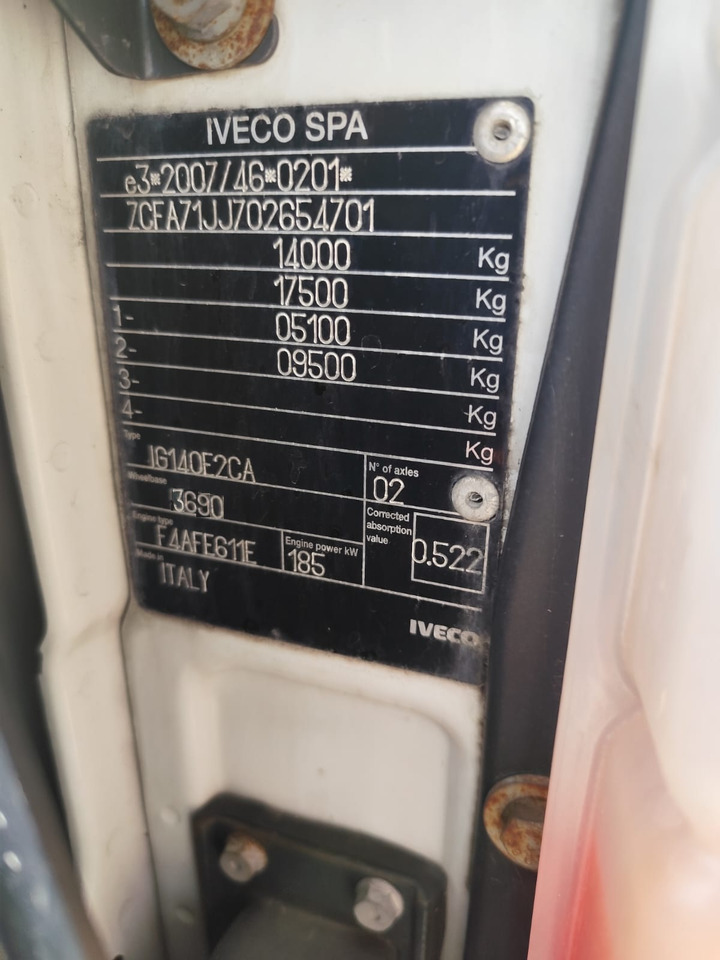 IVECO SPA
e3*2007/46*0201*
ZCFA71JJ702654701
14000 Kg
17500 Kg
1- 05100 Kg
2- 09500 Kg
3- Kg
4- Kg
Type
JG140E2CA
N° of axles
02
Wheelbase
3690
Corrected
absorption
value
0.522
Engine type
F4AFE611E
Engine power kW
185
Made in
ITALY
IVECO